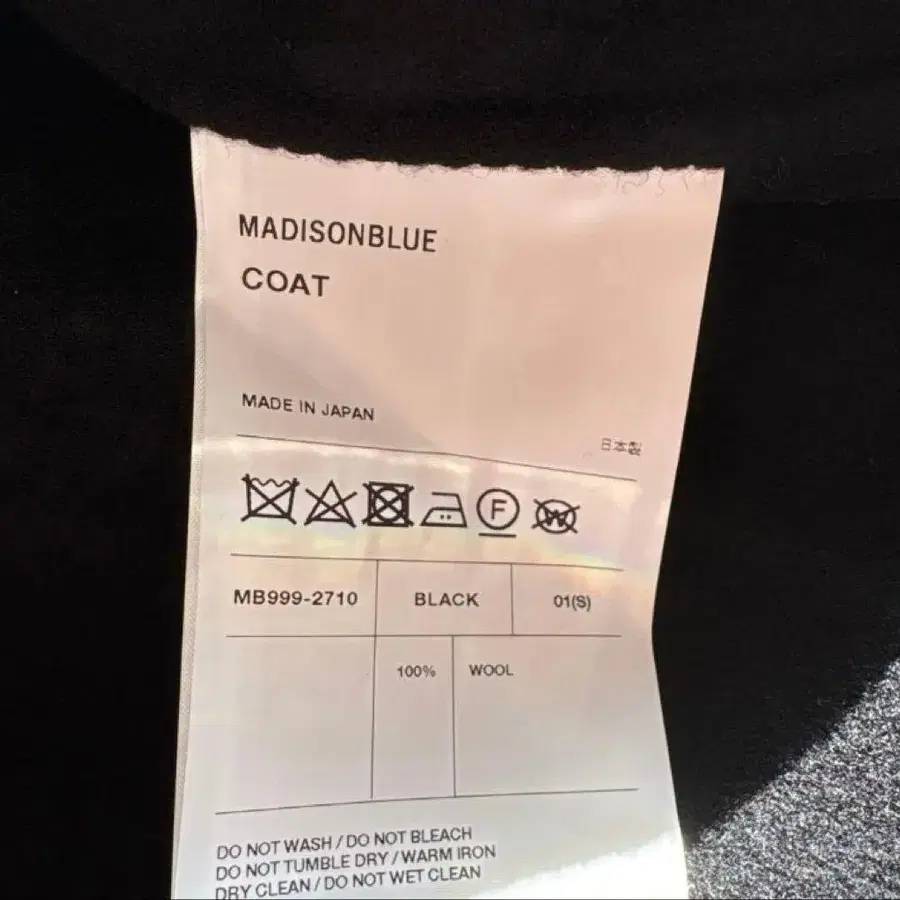 MADISONBLUE
COAT
MADE IN JAPAN
日本製
F
W
MB999-2710 BLACK 01(S)
100% WOOL
DO NOT WASH / DO NOT BLEACH
DO NOT TUMBLE DRY / WARM IRON
DRY CLEAN / DO NOT WET CLEAN